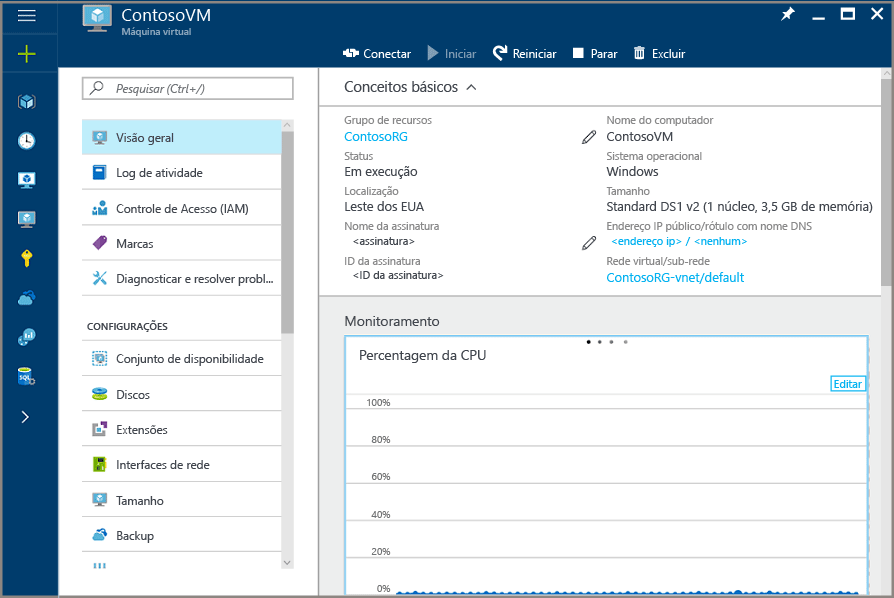 ContosoVM
Máquina virtual
Conectar
Iniciar
Reiniciar
Parar
Excluir
Pesquisar (Ctrl+/)
Visão geral
Log de atividade
Controle de Acesso (IAM)
Marcas
Diagnosticar e resolver probl...
CONFIGURAÇÕES
Conjunto de disponibilidade
Discos
Extensões
Interfaces de rede
Tamanho
Backup
Conceitos básicos
Grupo de recursos
ContosoRG
Status
Em execução
Localização
Leste dos EUA
Nome da assinatura
<assinatura>
ID da assinatura
<ID da assinatura>
Nome do computador
ContosoVM
Sistema operacional
Windows
Tamanho
Standard DS1 v2 (1 núcleo, 3,5 GB de memória)
Endereço IP público/rótulo com nome DNS
<endereço ip> / <nenhum>
Rede virtual/sub-rede
ContosoRG-vnet/default
Monitoramento
Percentagem da CPU
Editar
100%
80%
60%
40%
20%
0%
SQL